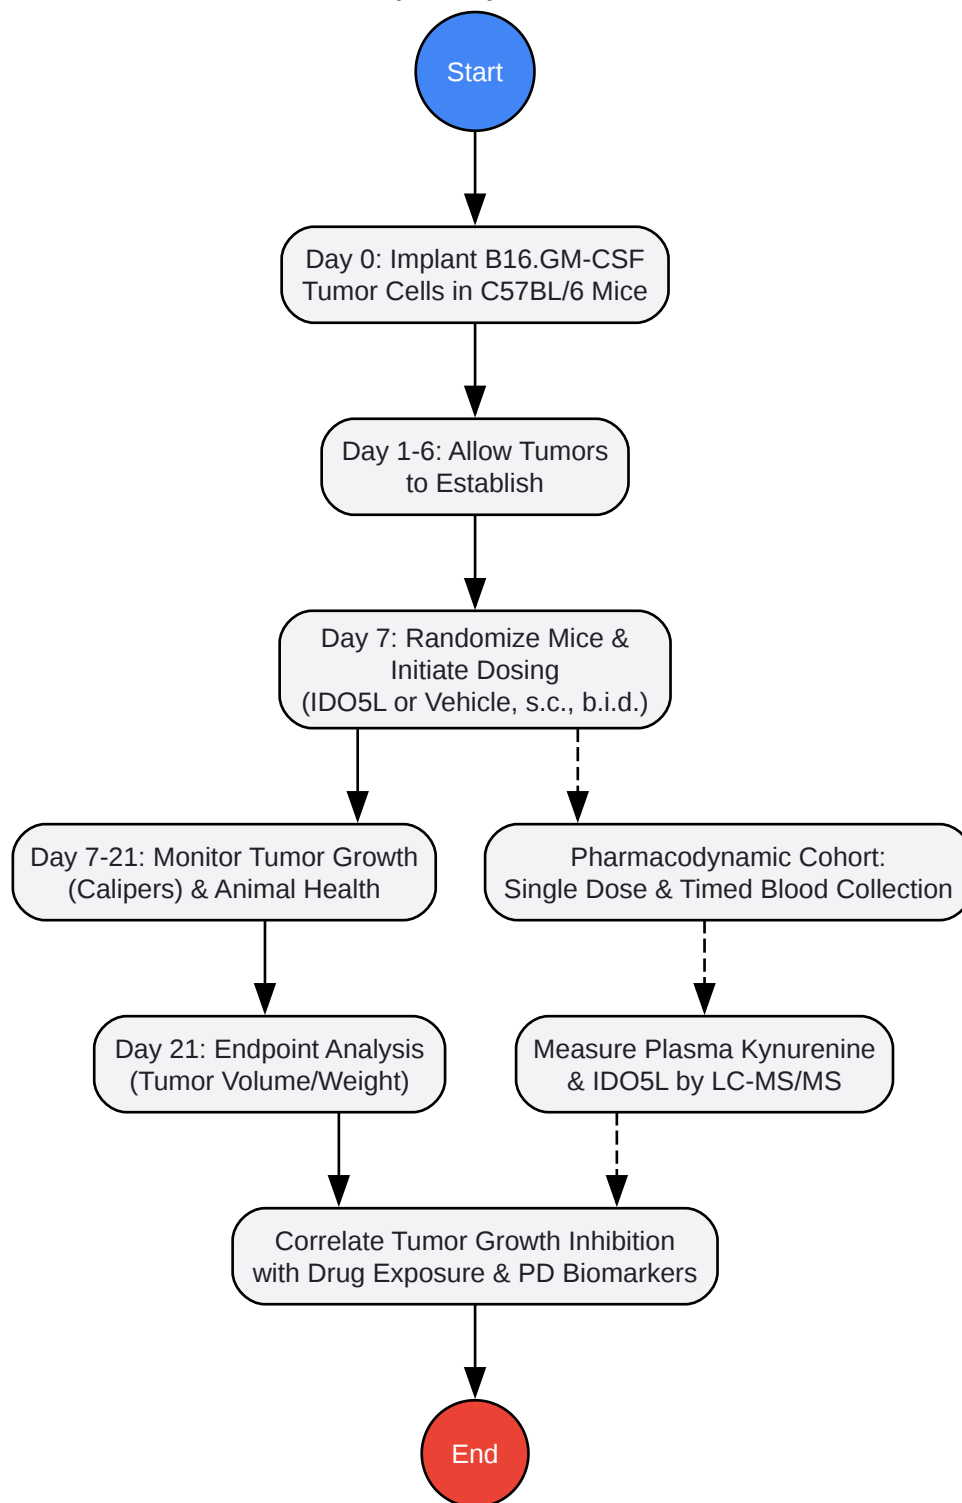 Start
Day 0: Implant B16.GM-CSF
Tumor Cells in C57BL/6 Mice
Day 1-6: Allow Tumors
to Establish
Day 7: Randomize Mice &
Initiate Dosing
(IDO5L or Vehicle, s.c., b.i.d.)
Day 7-21: Monitor Tumor Growth
(Calipers) & Animal Health
Pharmacodynamic Cohort:
Single Dose & Timed Blood Collection
Day 21: Endpoint Analysis
(Tumor Volume/Weight)
Measure Plasma Kynurenine
& IDO5L by LC-MS/MS
Correlate Tumor Growth Inhibition
with Drug Exposure & PD Biomarkers
End